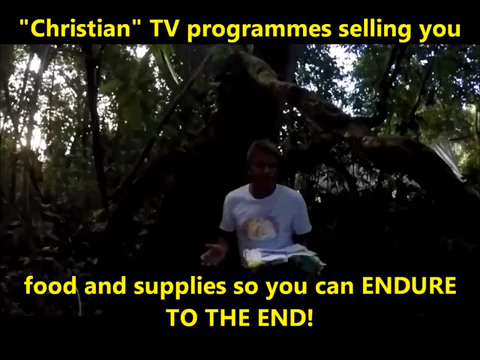 "Christian" TV programmes selling you
food and supplies so you can ENDURE
TO THE END!